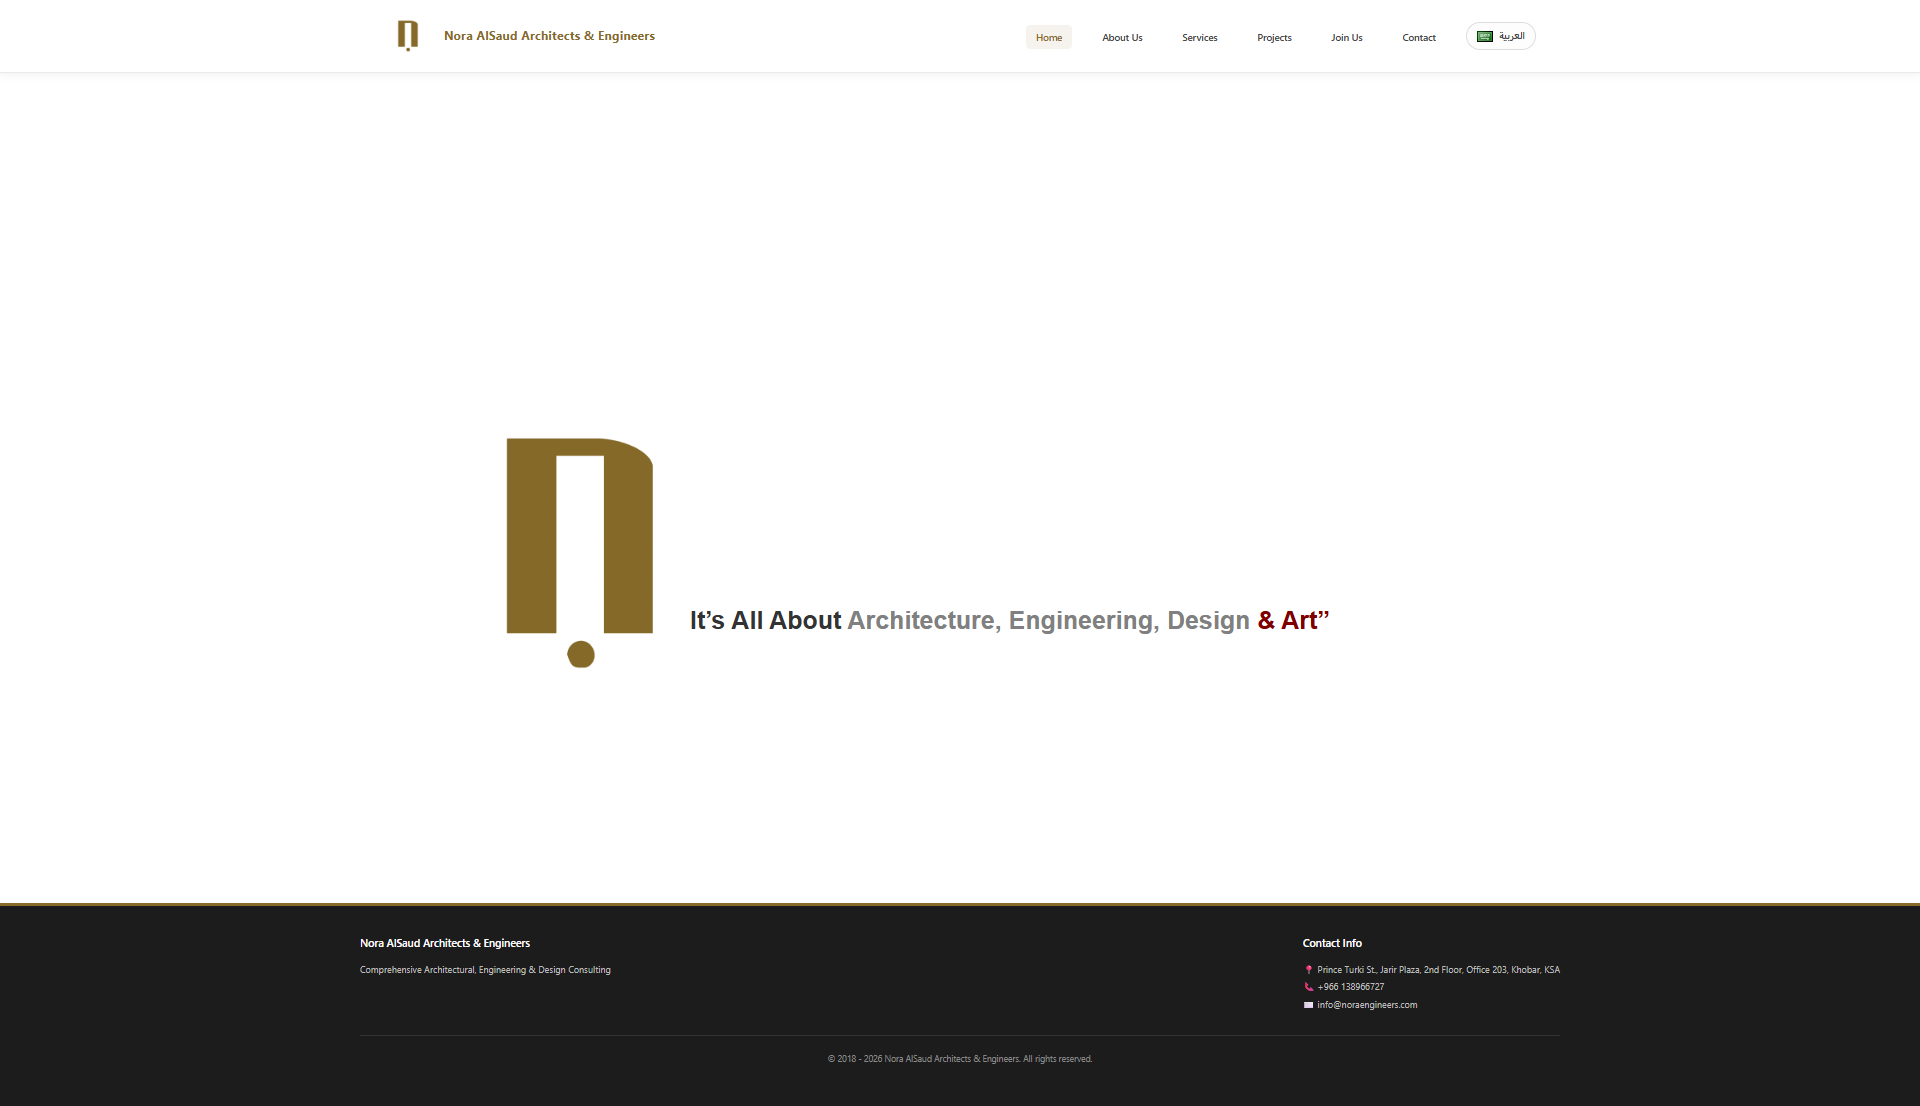 Nora AlSaud Architects & Engineers
Home
About Us
Services
Projects
Join Us
Contact
العربية
It’s All About Architecture, Engineering, Design & Art”
Nora AlSaud Architects & Engineers
Comprehensive Architectural, Engineering & Design Consulting
Contact Info
Prince Turki St., Jarir Plaza, 2nd Floor, Office 203, Khobar, KSA
+966 138966727
info@noraengineers.com
© 2018 - 2026 Nora AlSaud Architects & Engineers. All rights reserved.